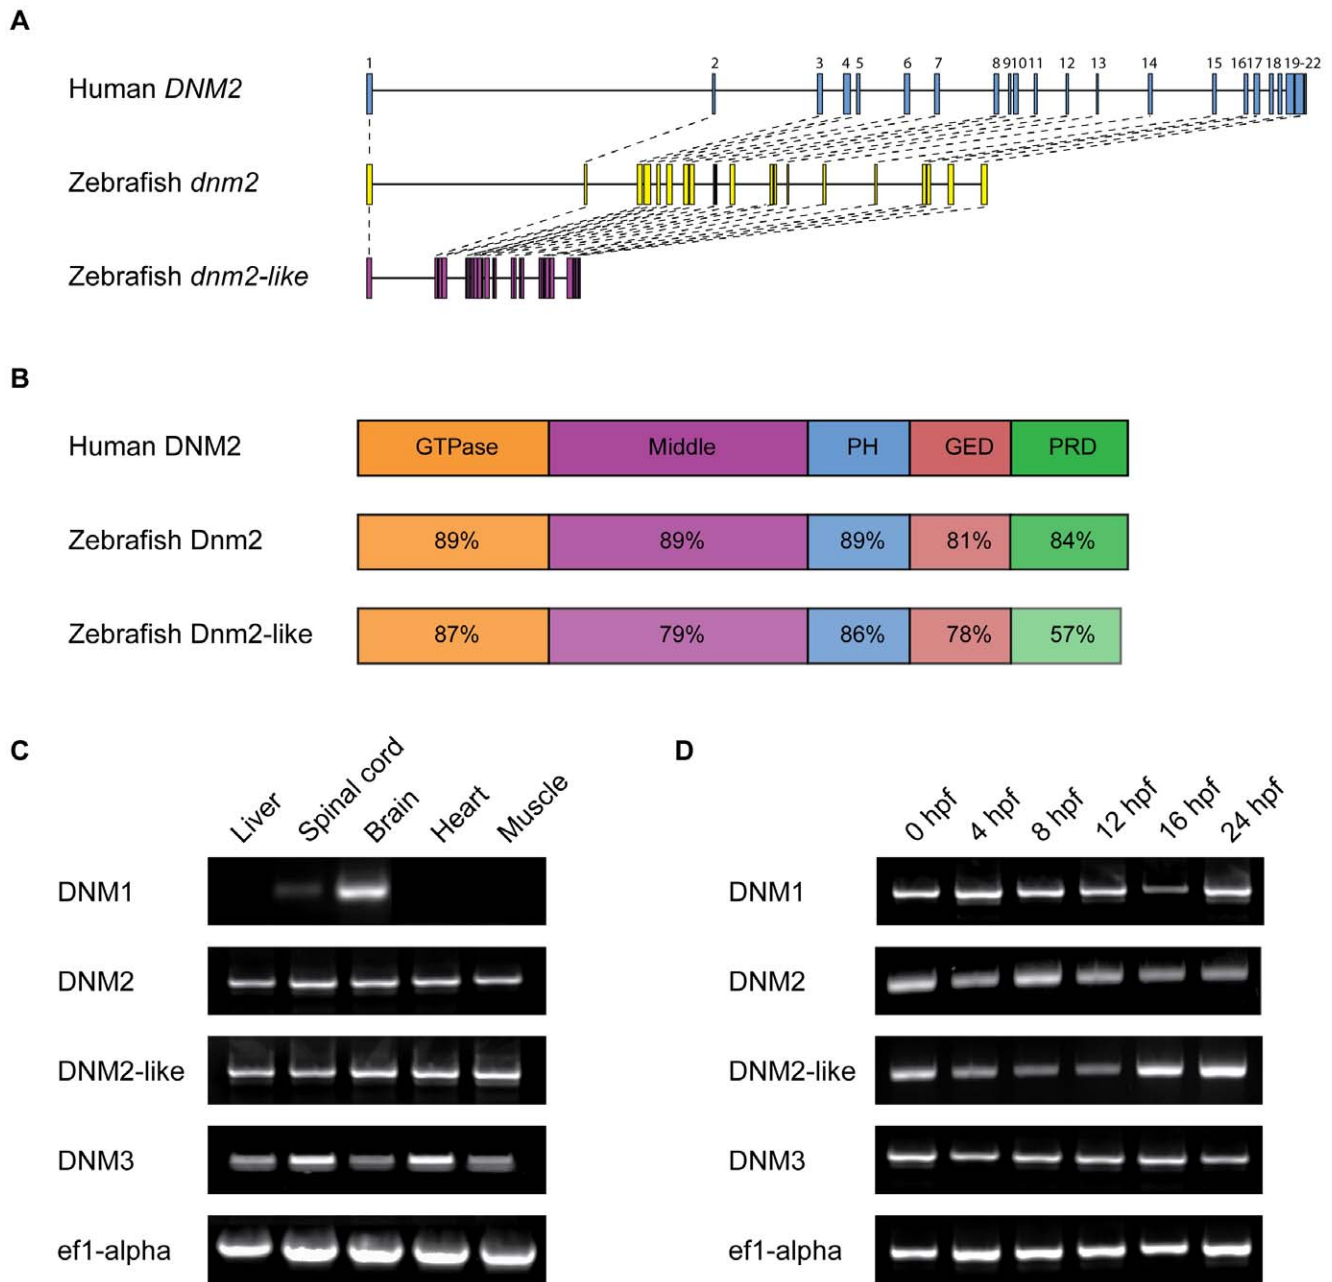 A
1 2 3 4 5 6 7 8 9 10 11 12 13 14 15 16 17 18 19-22
Human DNM2
Zebrafish dnm2
Zebrafish dnm2-like
B
Human DNM2 GTPase Middle PH GED PRD
Zebrafish Dnm2 89% 89% 89% 81% 84%
Zebrafish Dnm2-like 87% 79% 86% 78% 57%
C
Liver Spinal cord Brain Heart Muscle
DNM1
DNM2
DNM2-like
DNM3
ef1-alpha
D
0 hpf 4 hpf 8 hpf 12 hpf 16 hpf 24 hpf
DNM1
DNM2
DNM2-like
DNM3
ef1-alpha